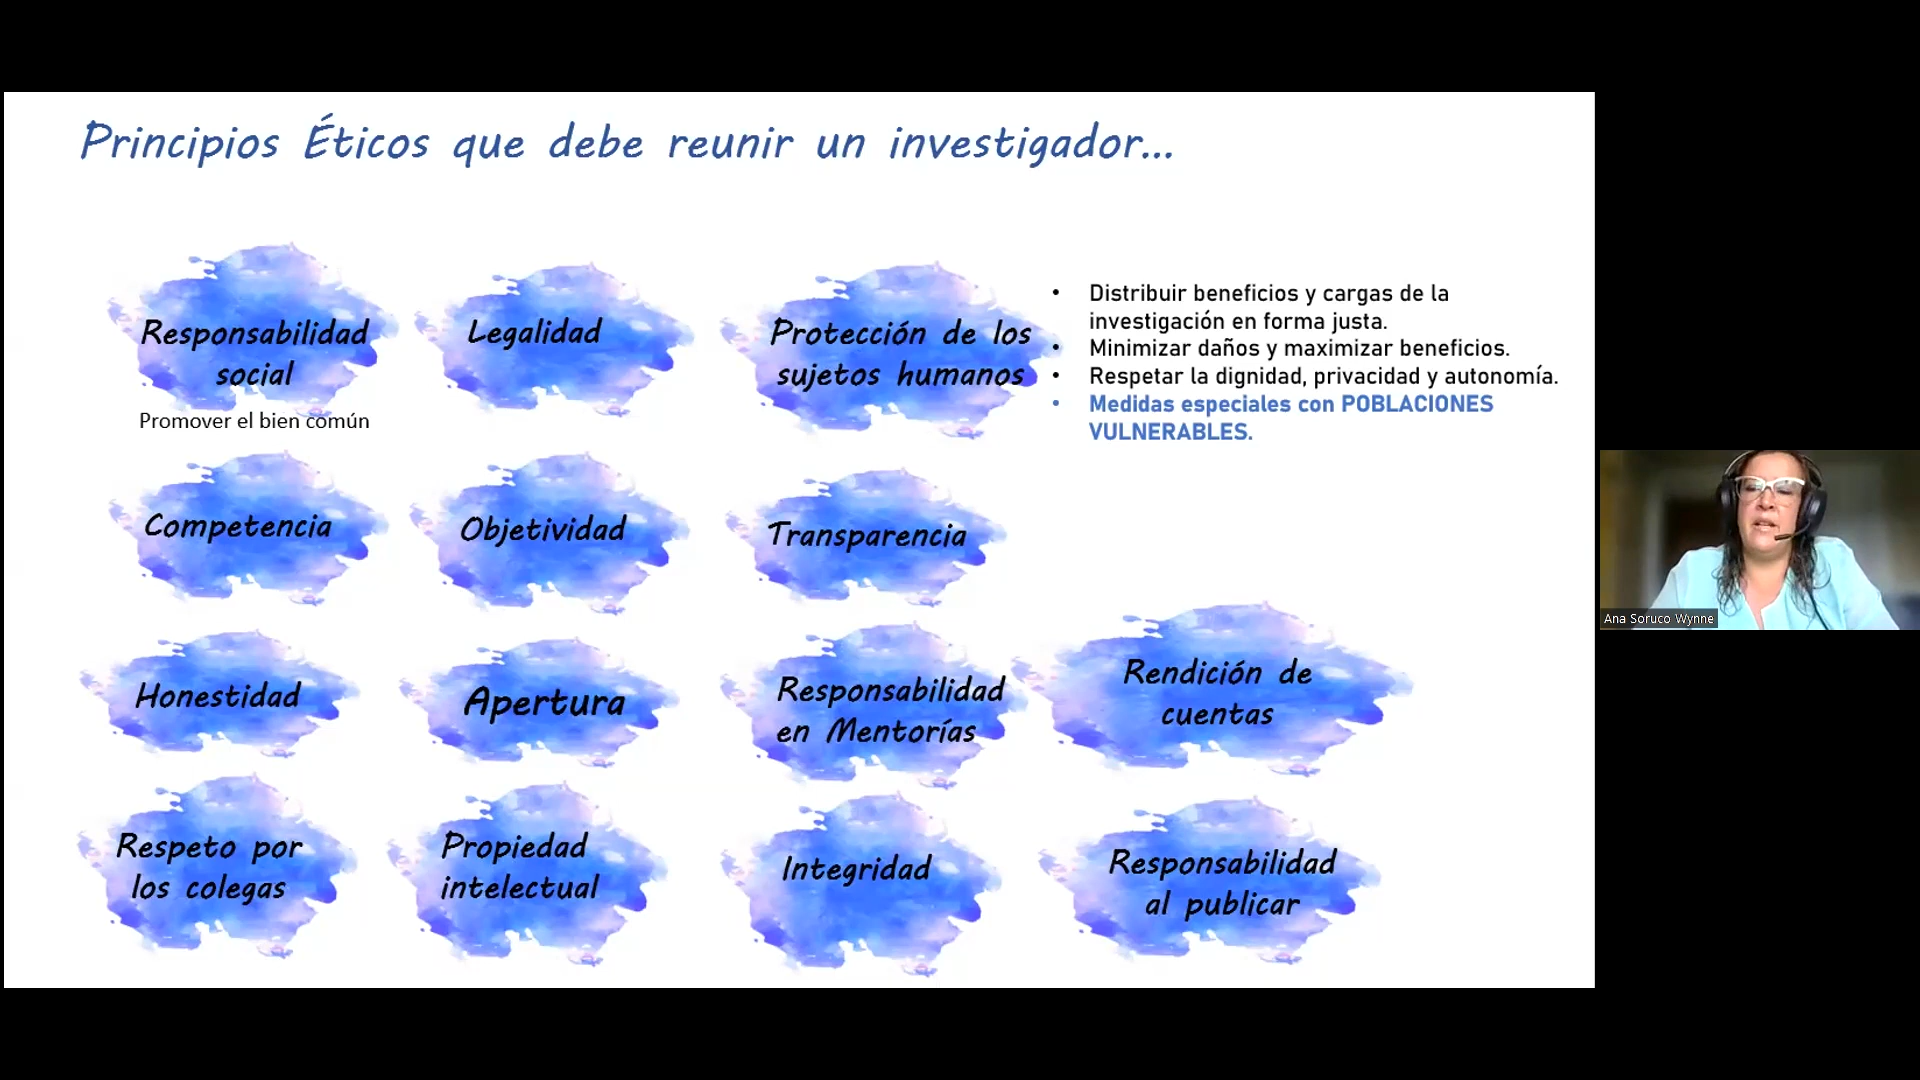 Principios Éticos que debe reunir un investigador...
Responsabilidad
social
Promover el bien común
Legalidad
Protección de los
sujetos humanos
• Distribuir beneficios y cargas de la
investigación en forma justa.
• Minimizar daños y maximizar beneficios.
• Respetar la dignidad, privacidad y autonomía.
• Medidas especiales con POBLACIONES
VULNERABLES.
Competencia
Objetividad
Transparencia
Honestidad
Apertura
Responsabilidad
en Mentorías
Rendición de
cuentas
Respeto por
los colegas
Propiedad
intelectual
Integridad
Responsabilidad
al publicar
Ana Soruco Wynne